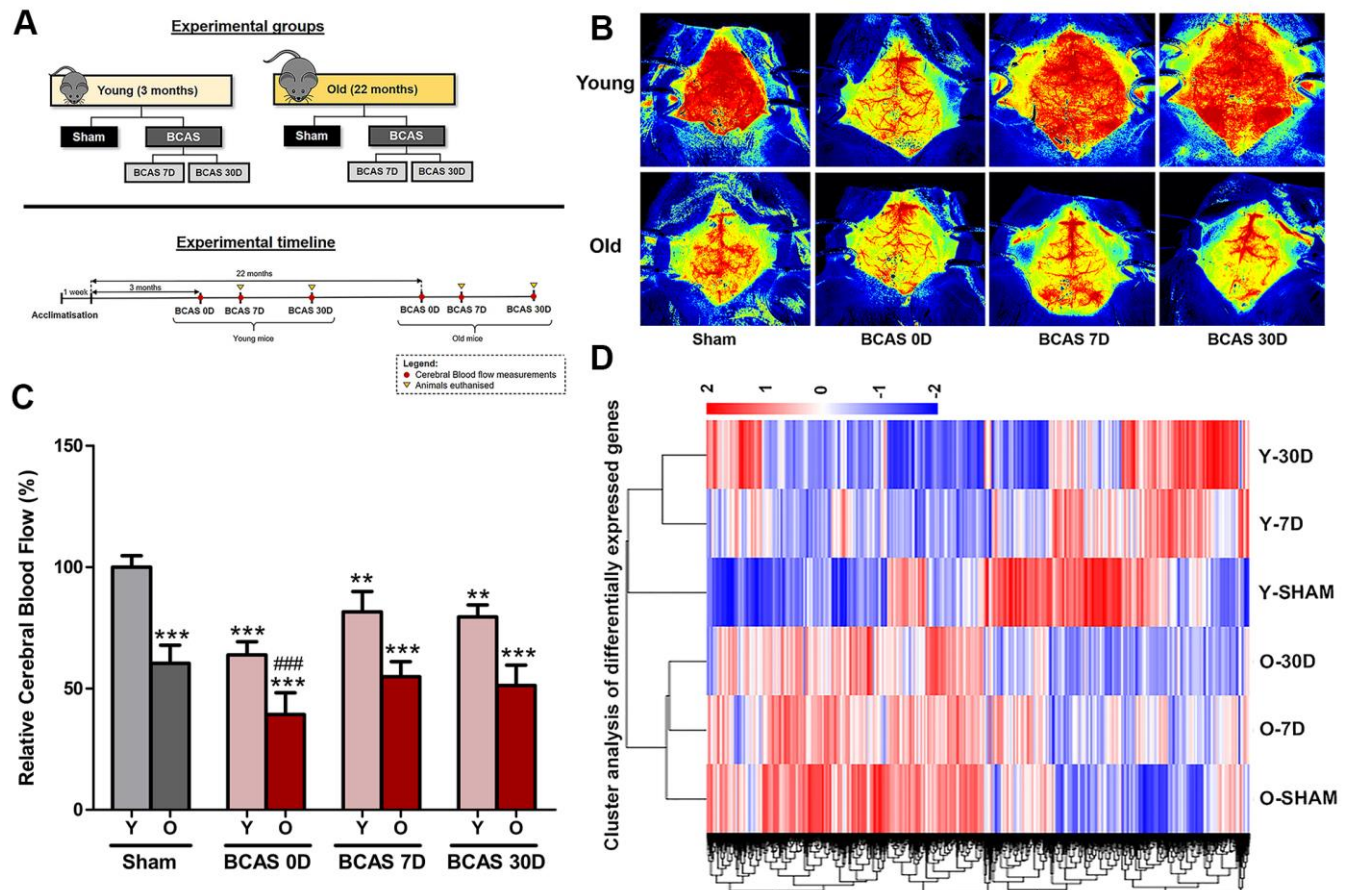 A
Experimental groups
Young (3 months)
Old (22 months)
Sham
BCAS
Sham
BCAS
BCAS 7D
BCAS 30D
BCAS 7D
BCAS 30D
Experimental timeline
22 months
1 week
3 months
Acclimatisation
BCAS 0D
BCAS 7D
BCAS 30D
BCAS 0D
BCAS 7D
BCAS 30D
Young mice
Old mice
Legend:
Cerebral Blood flow measurements
Animals euthanised
B
Young
Old
Sham
BCAS 0D
BCAS 7D
BCAS 30D
C
Relative Cerebral Blood Flow (%)
150
100
50
0
***
***
###
***
**
***
**
***
Y
O
Y
O
Y
O
Y
O
Sham
BCAS 0D
BCAS 7D
BCAS 30D
D
2
1
0
-1
-2
Cluster analysis of differentially expressed genes
Y-30D
Y-7D
Y-SHAM
O-30D
O-7D
O-SHAM